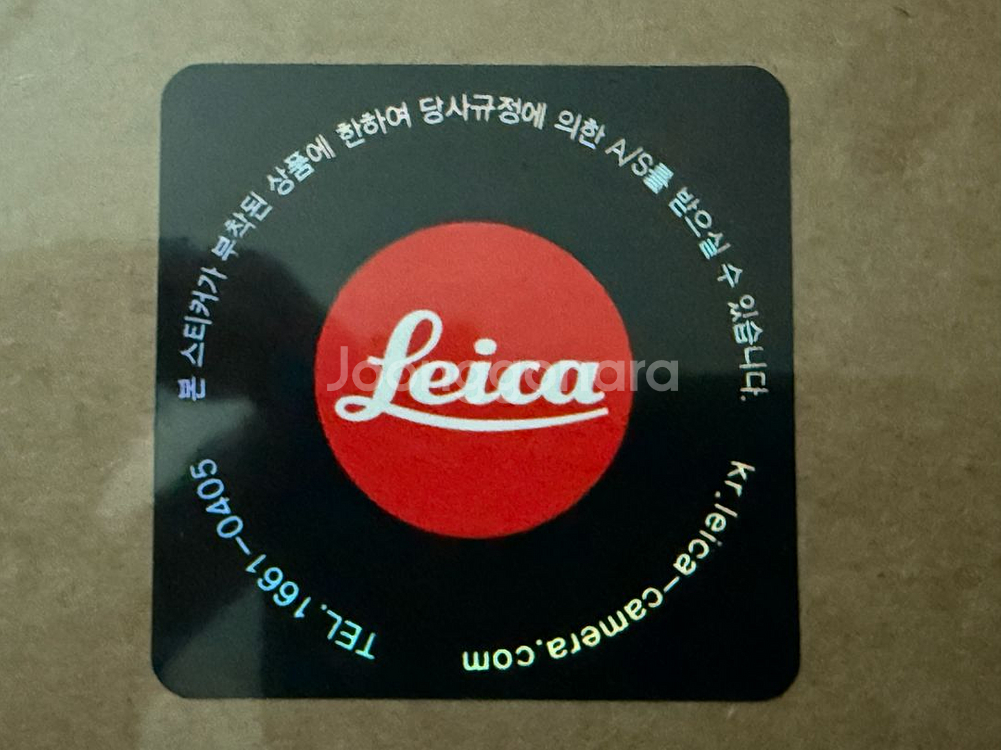 본 스티커가 부착된 상품에 한하여 당사규정에 의한 A/S를 받으실 수 있습니다.
Leica
Joongonara
kr.leica-camera.com
TEL.1661-0405